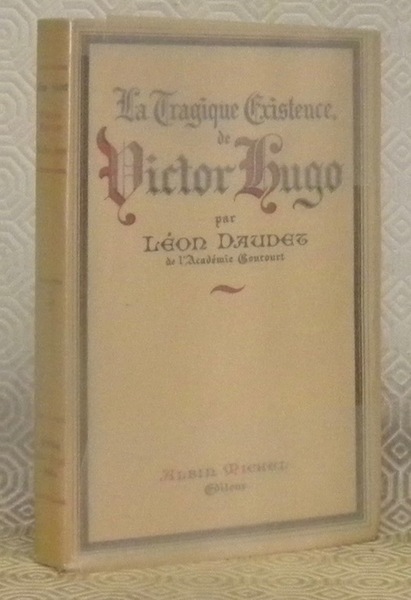 La Tragique Existence
de
Victor Hugo
par
LÉON DAUDET
de l'Académie Goncourt
ALBIN MICHEL
Éditeur